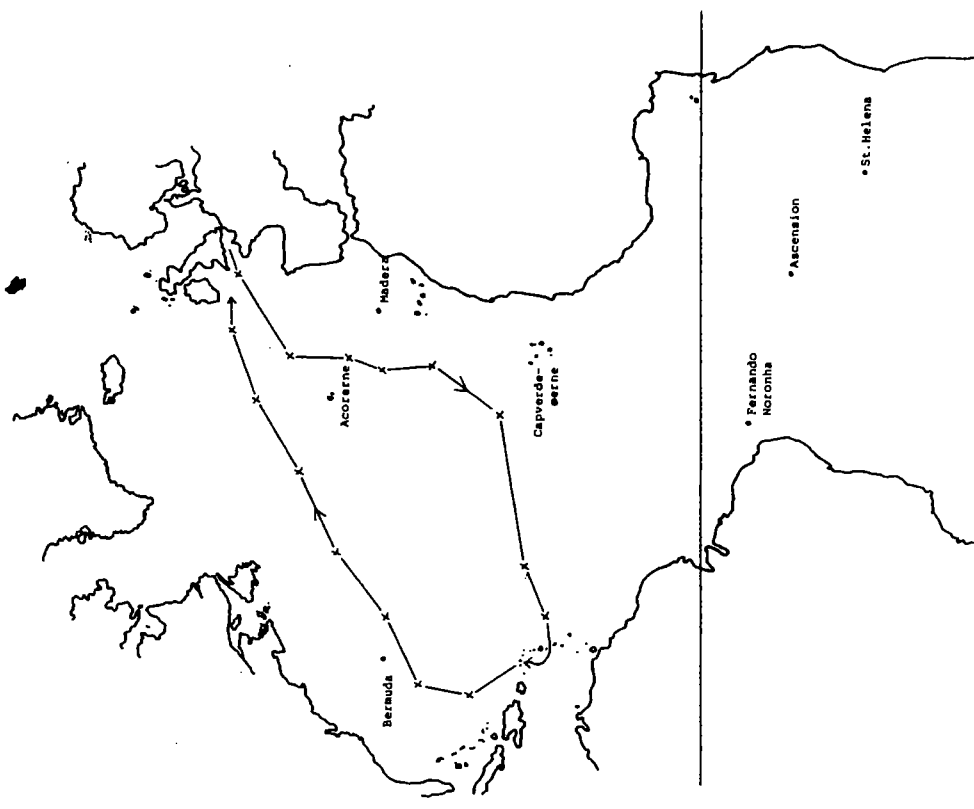 Madera
Acorerne
Bermuda
Capverde-
øerne
Fernando
Noronha
Ascension
St.Helena